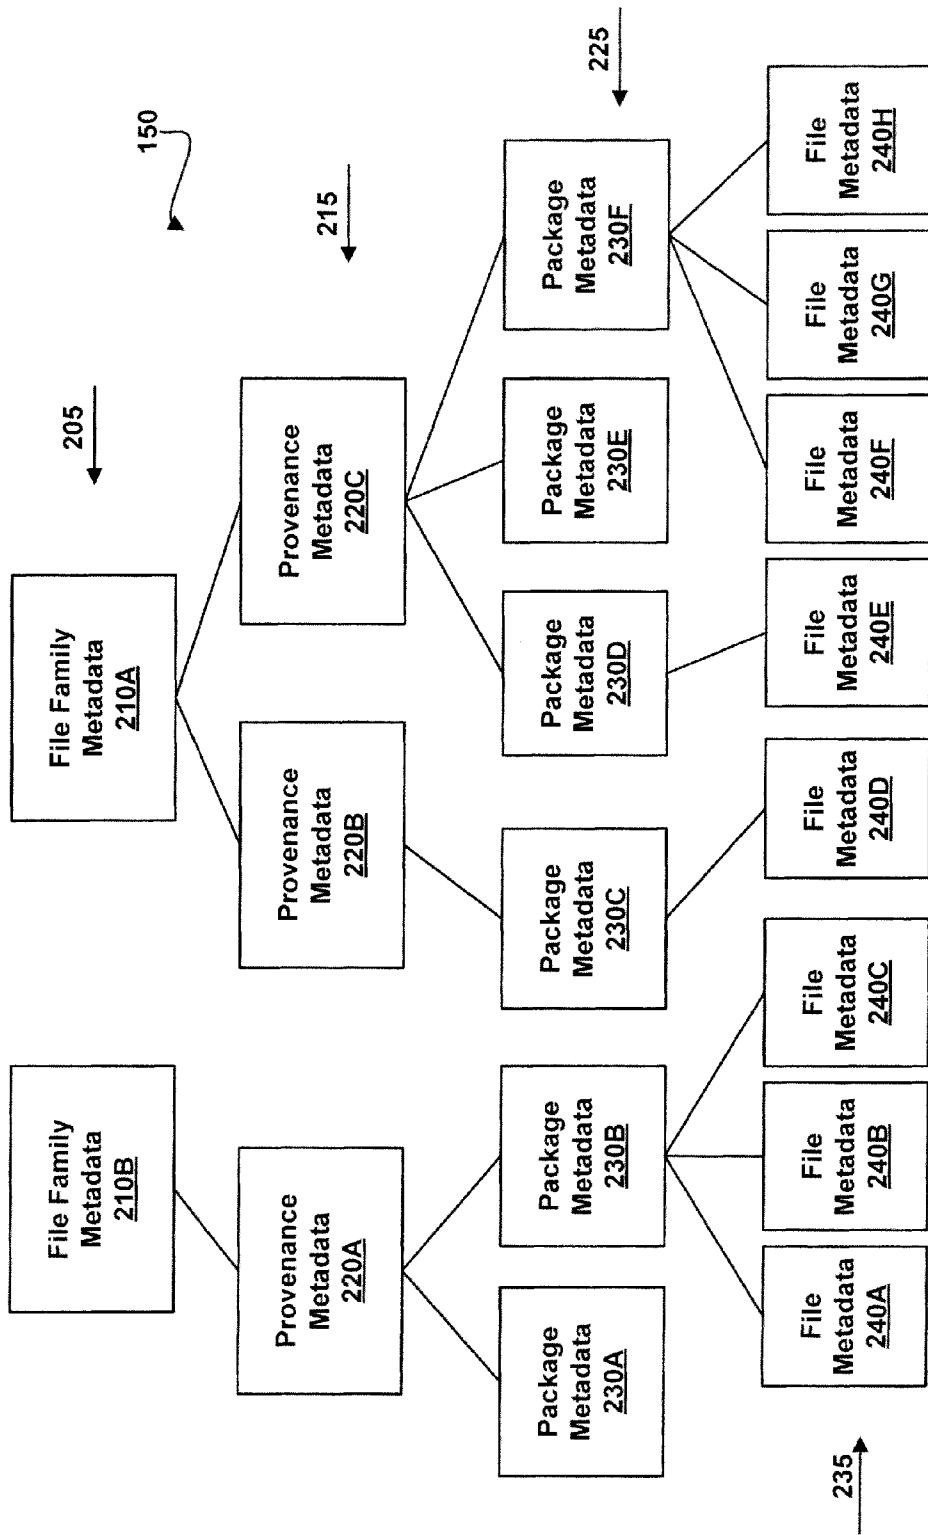 150
205
File Family
Metadata
210B
File Family
Metadata
210A
215
Provenance
Metadata
220A
Provenance
Metadata
220B
Provenance
Metadata
220C
225
Package
Metadata
230A
Package
Metadata
230B
Package
Metadata
230C
Package
Metadata
230D
Package
Metadata
230E
Package
Metadata
230F
235
File
Metadata
240A
File
Metadata
240B
File
Metadata
240C
File
Metadata
240D
File
Metadata
240E
File
Metadata
240F
File
Metadata
240G
File
Metadata
240H